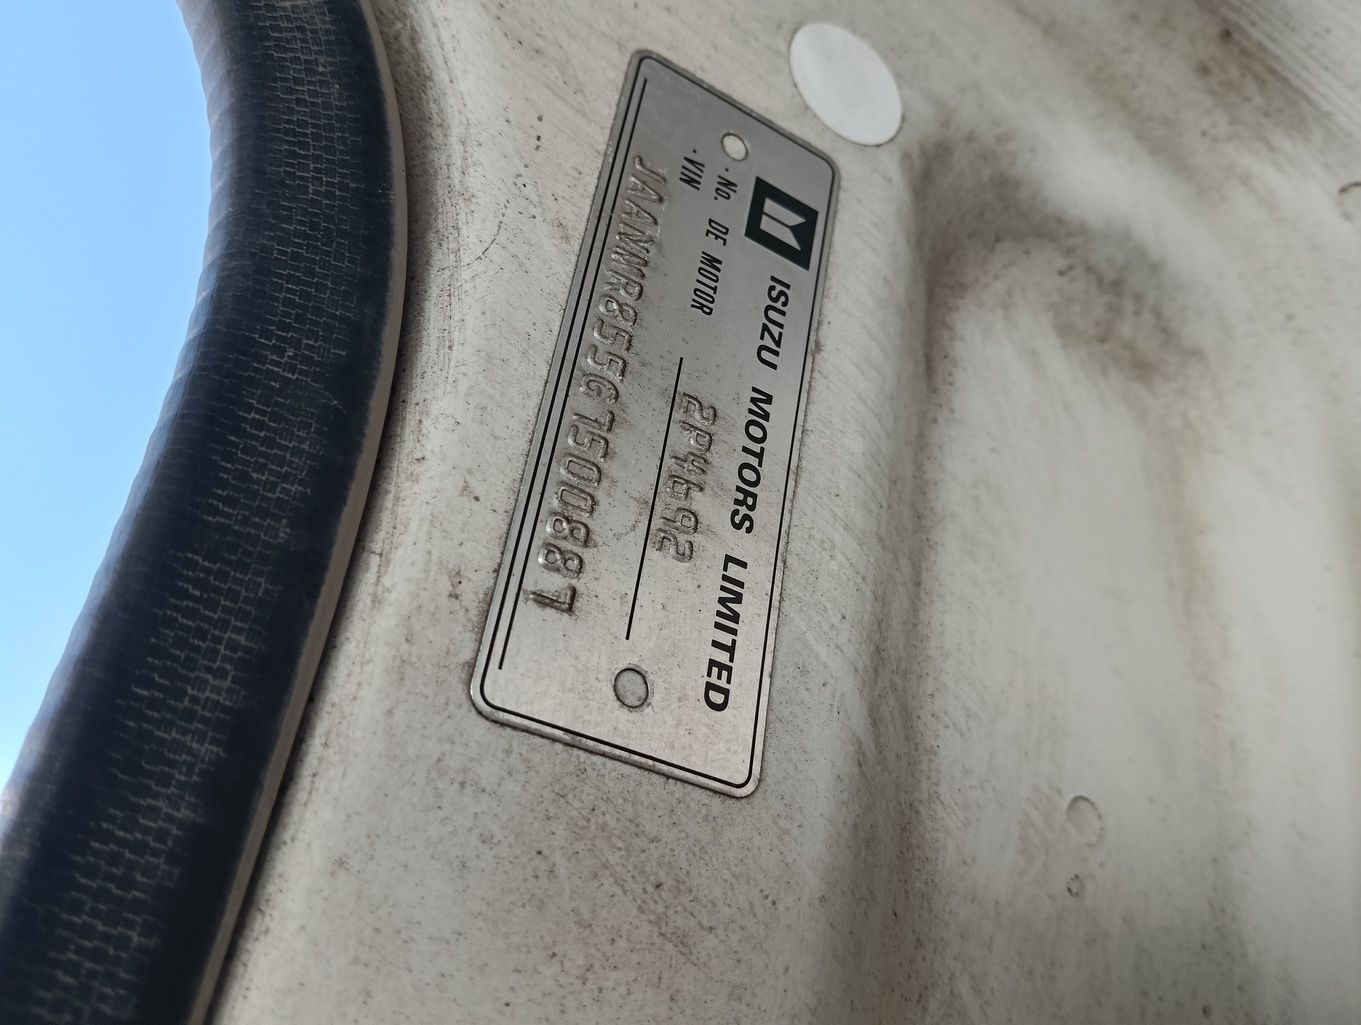 ISUZU MOTORS LIMITED
· No. DE MOTOR 2P4692
· VIN
JAANMR855G7500887